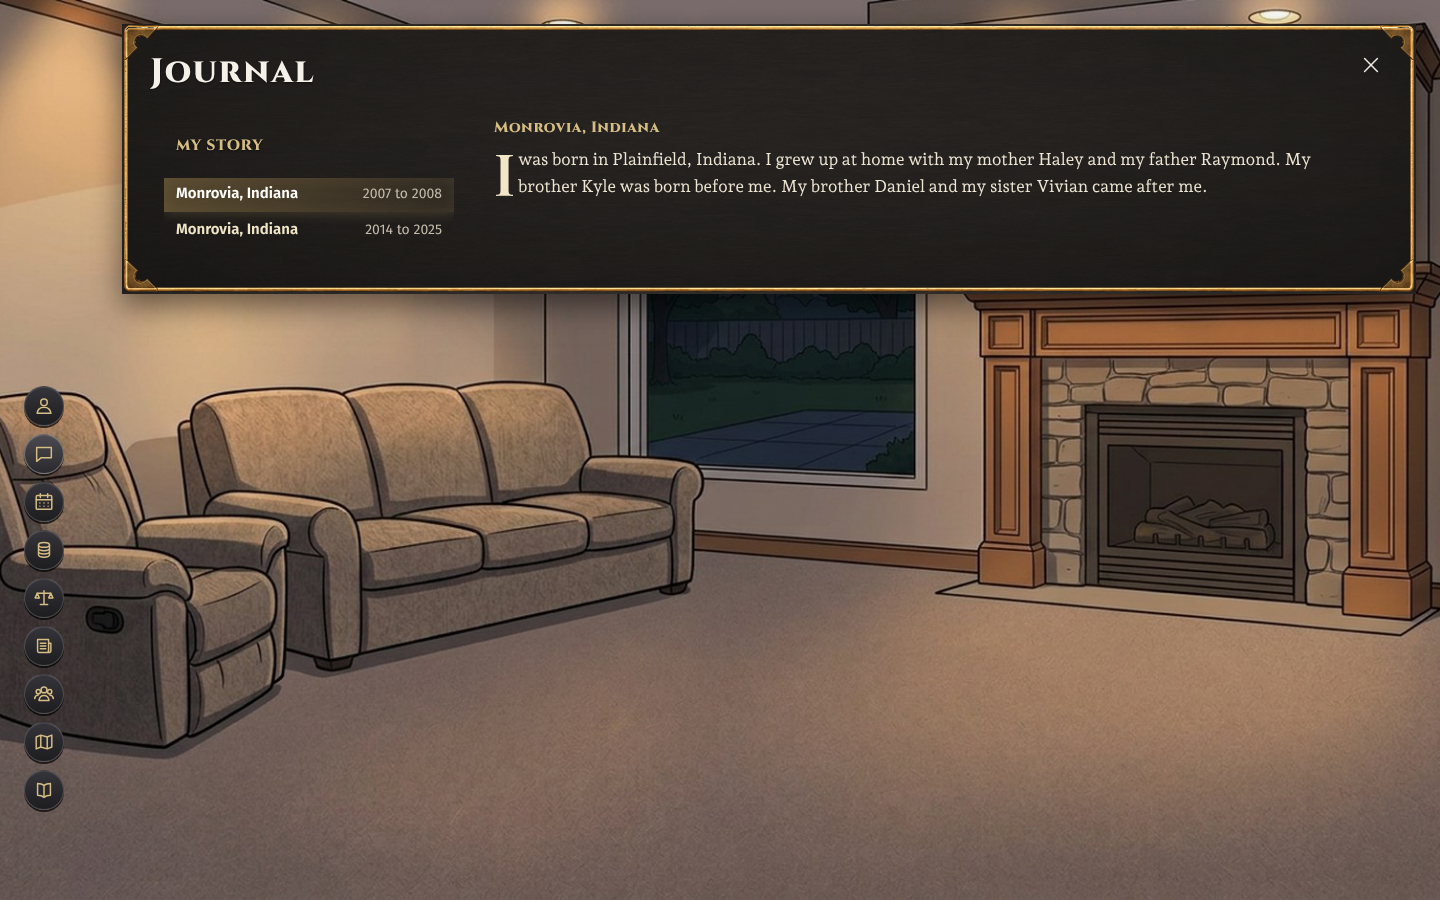 Journal
MY STORY
Monrovia, Indiana 2007 to 2008
Monrovia, Indiana 2014 to 2025
Monrovia, Indiana
I was born in Plainfield, Indiana. I grew up at home with my mother Haley and my father Raymond. My
brother Kyle was born before me. My brother Daniel and my sister Vivian came after me.